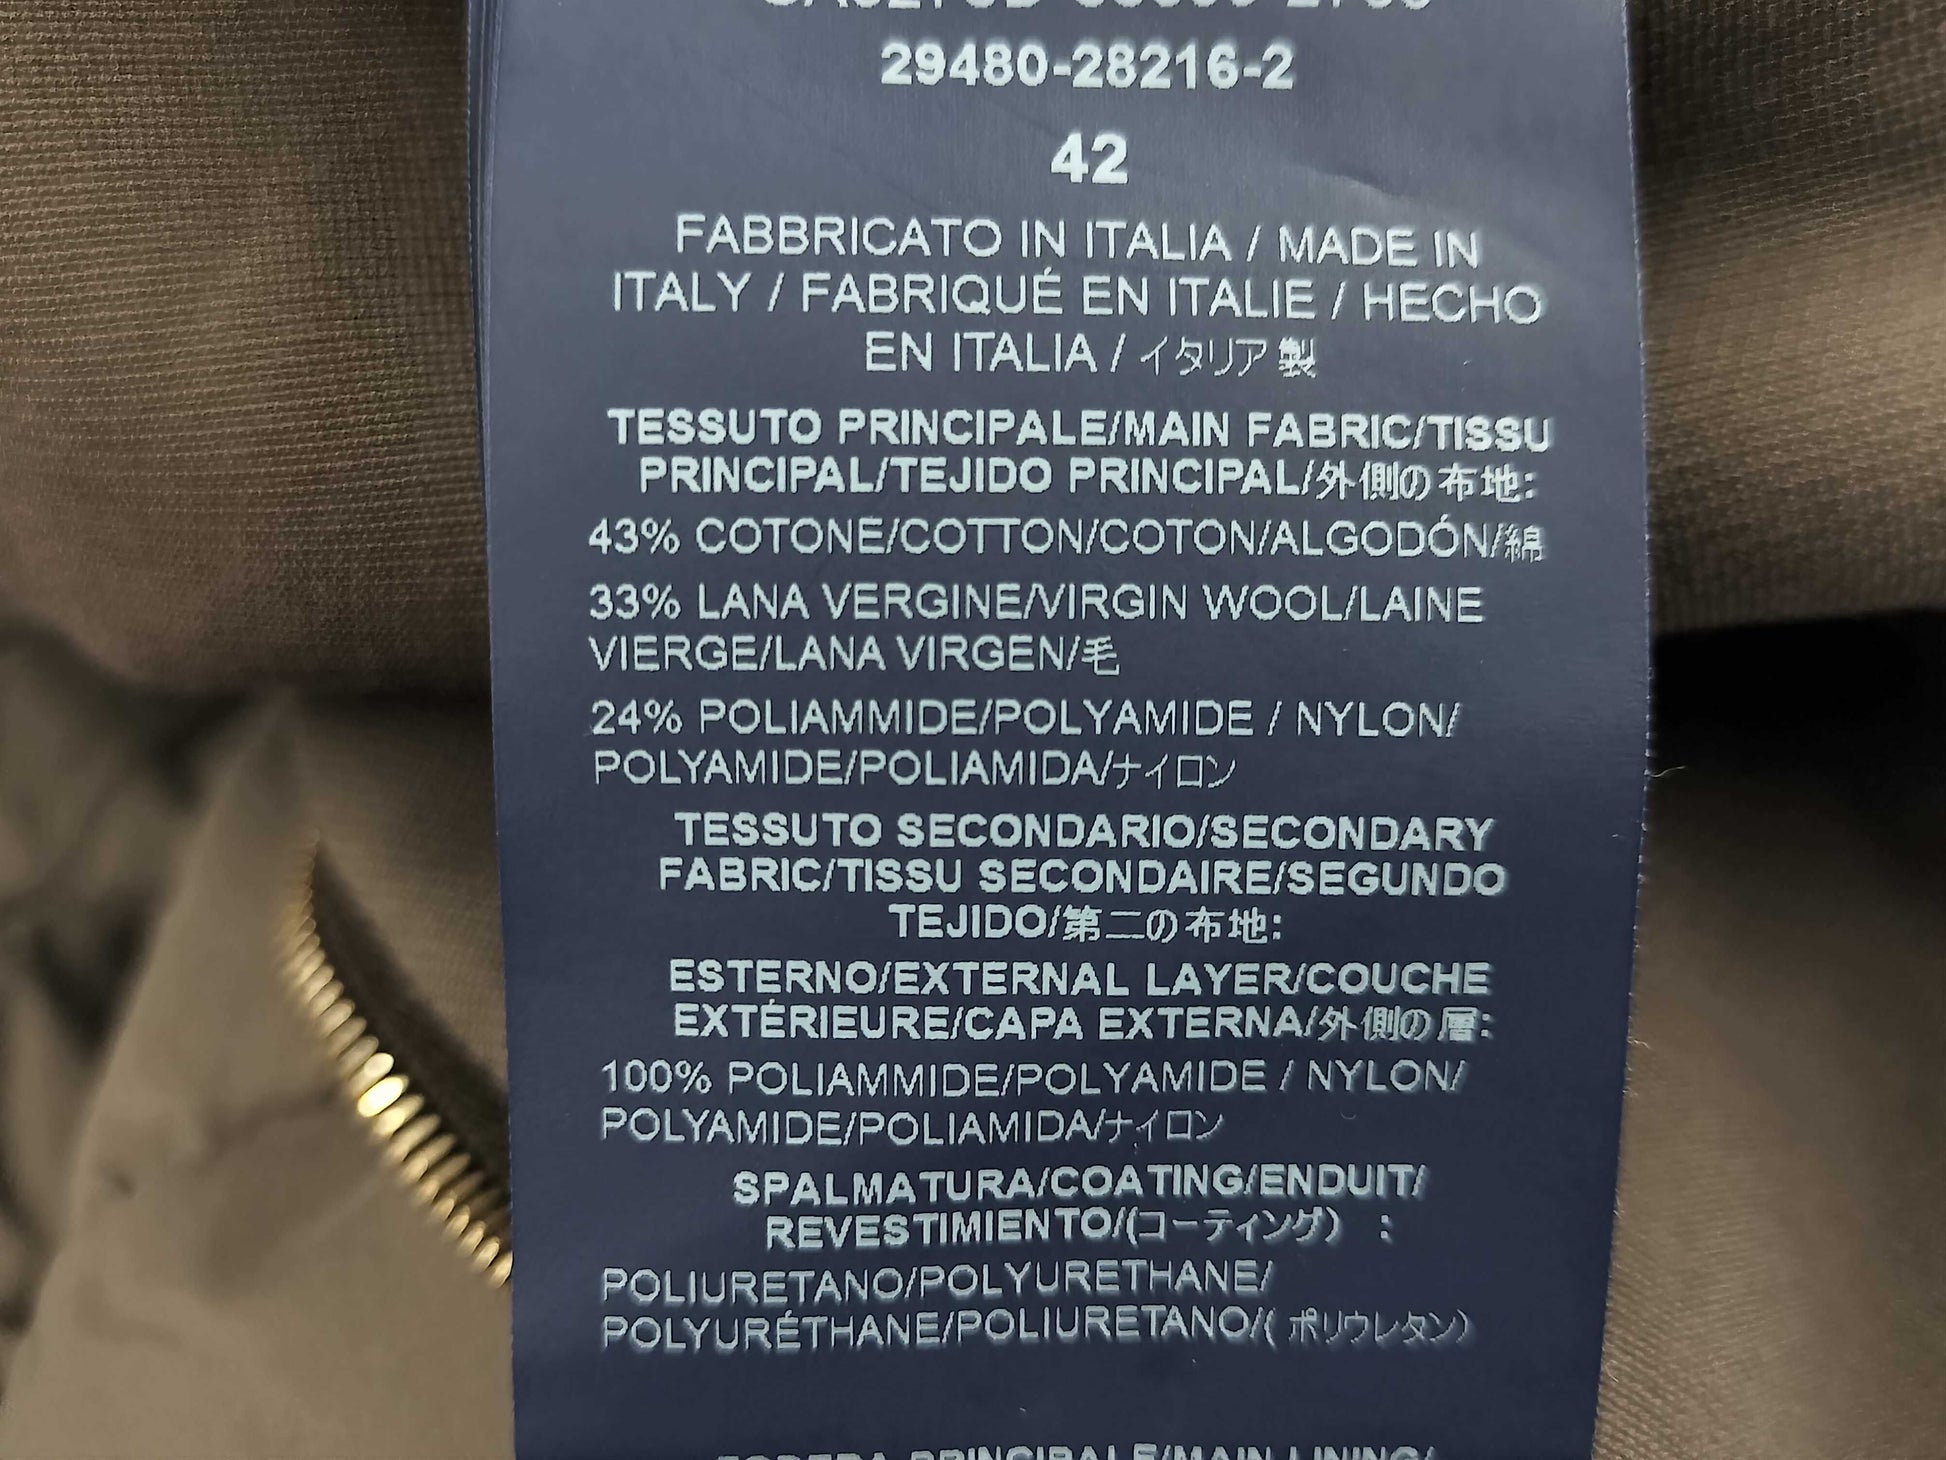 29480-28216-2
42
FABBRICATO IN ITALIA / MADE IN
ITALY / FABRIQUÉ EN ITALIE / HECHO
EN ITALIA / イタリア製
TESSUTO PRINCIPALE/MAIN FABRIC/TISSU
PRINCIPAL/TEJIDO PRINCIPAL/外側の布地:
43% COTONE/COTTON/COTON/ALGODÓN/綿
33% LANA VERGINE/VIRGIN WOOL/LAINE
VIERGE/LANA VIRGEN/毛
24% POLIAMMIDE/POLYAMIDE / NYLON/
POLYAMIDE/POLIAMIDA/ナイロン
TESSUTO SECONDARIO/SECONDARY
FABRIC/TISSU SECONDAIRE/SEGUNDO
TEJIDO/第二の布地:
ESTERNO/EXTERNAL LAYER/COUCHE
EXTÉRIEURE/CAPA EXTERNA/外側の層:
100% POLIAMMIDE/POLYAMIDE / NYLON/
POLYAMIDE/POLIAMIDA/ナイロン
SPALMATURA/COATING/ENDUIT/
REVESTIMIENTO/(コーティング) :
POLIURETANO/POLYURETHANE/
POLYURÉTHANE/POLIURETANO/( ポリウレタン)
FODERA PRINCIPALE/MAIN LINING/